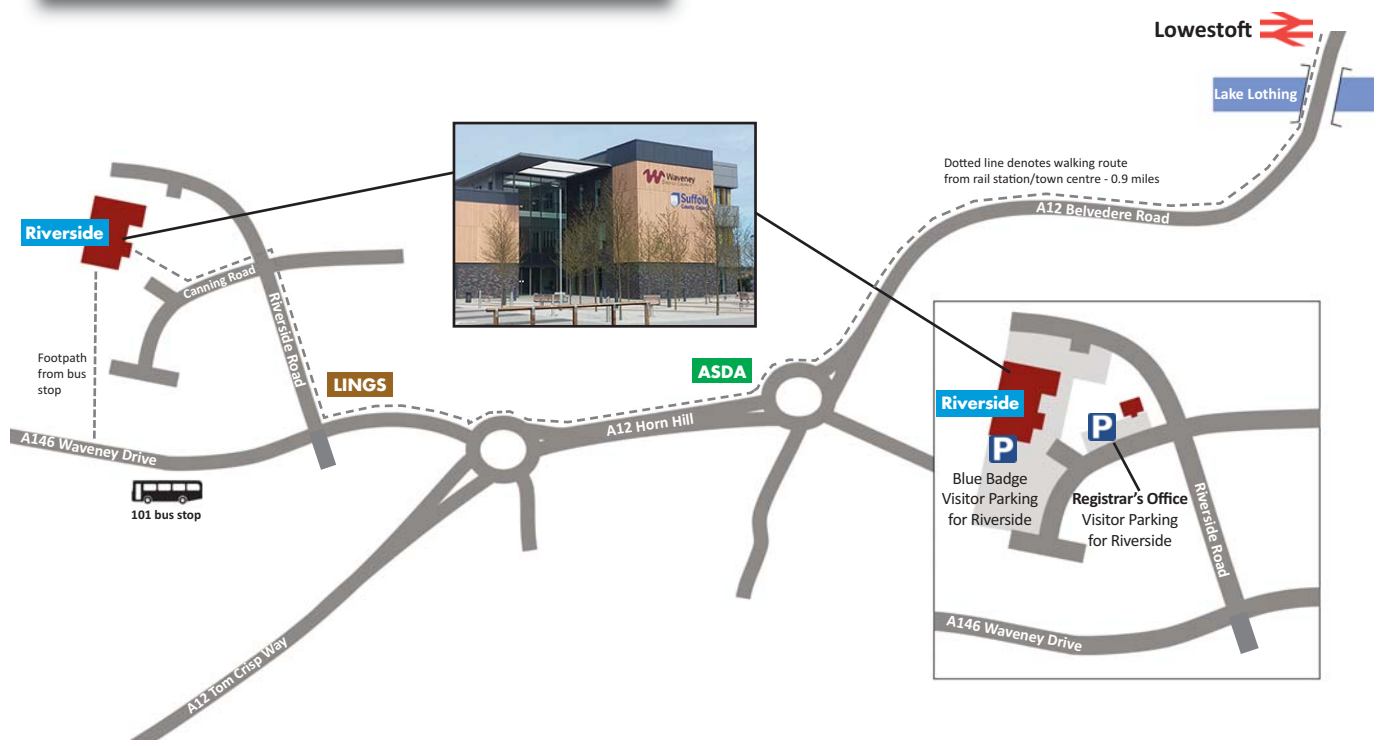 Lowestoft
Lake Lothing
Dotted line denotes walking route
from rail station/town centre - 0.9 miles
A12 Belvedere Road
Waveney
Suffolk
Riverside
Canning Road
Riverside Road
Footpath
from bus
stop
LINGS
ASDA
A12 Horn Hill
A146 Waveney Drive
101 bus stop
A12 Tom Crisp Way
Riverside
P
P
Blue Badge
Visitor Parking
for Riverside
Registrar's Office
Visitor Parking
for Riverside
Riverside Road
A146 Waveney Drive